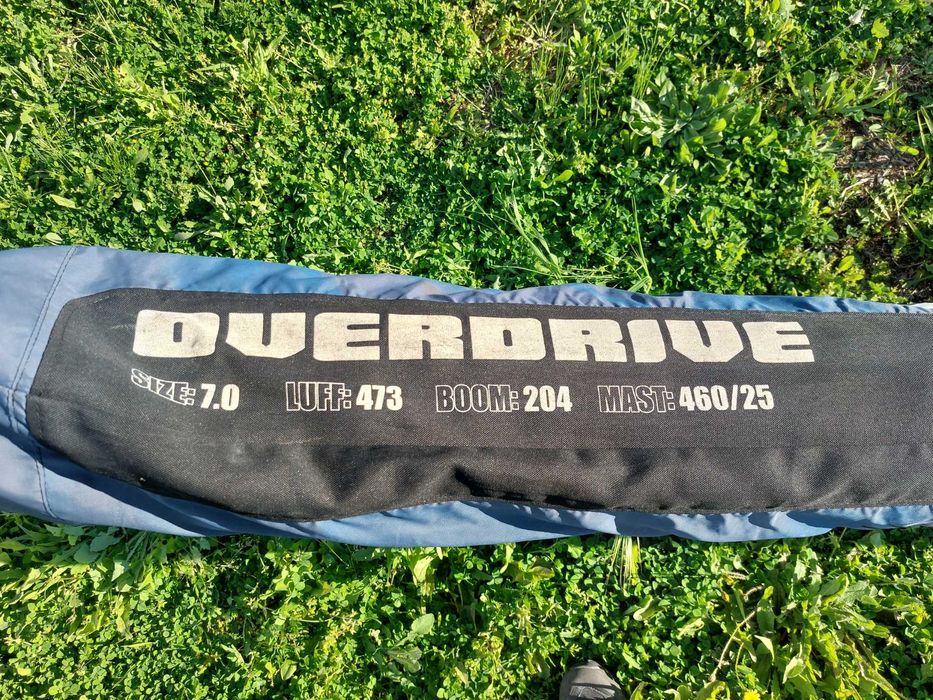 OVERDRIVE
SIZE: 7.0 LUFF: 473 BOOM: 204 MAST: 460/25